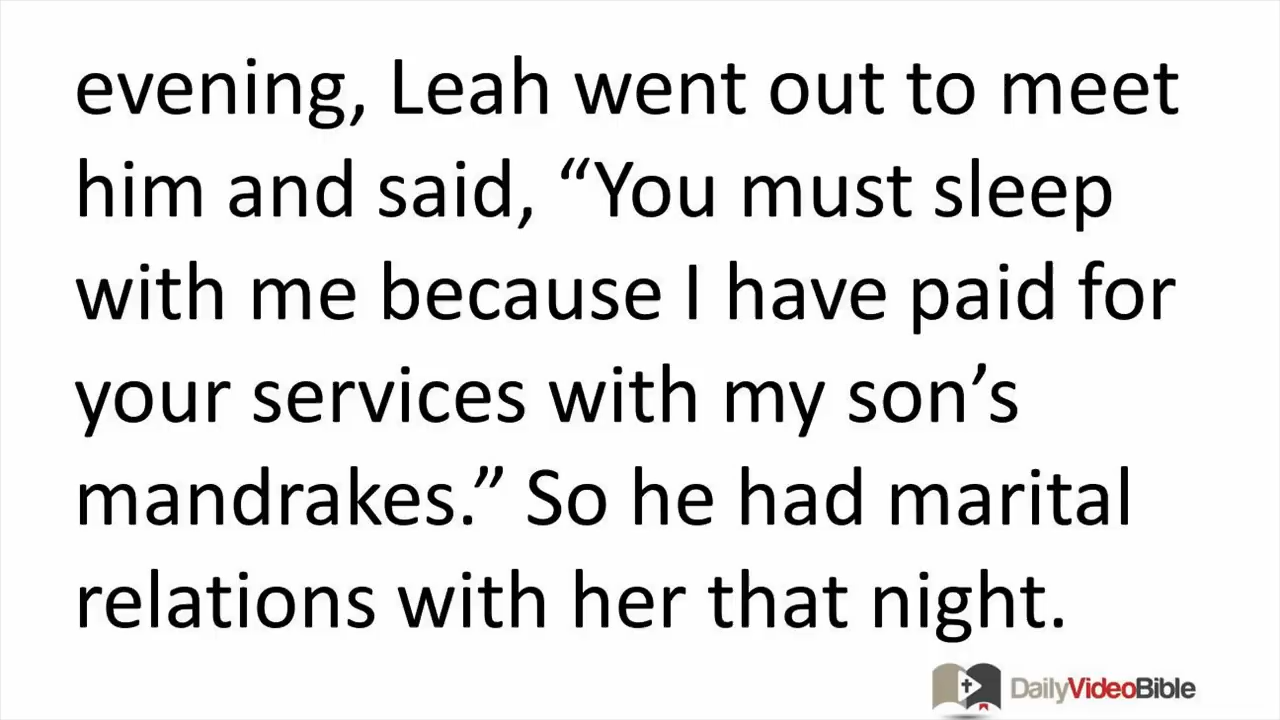 evening, Leah went out to meet
him and said, “You must sleep
with me because I have paid for
your services with my son’s
mandrakes.” So he had marital
relations with her that night.
DailyVideoBible